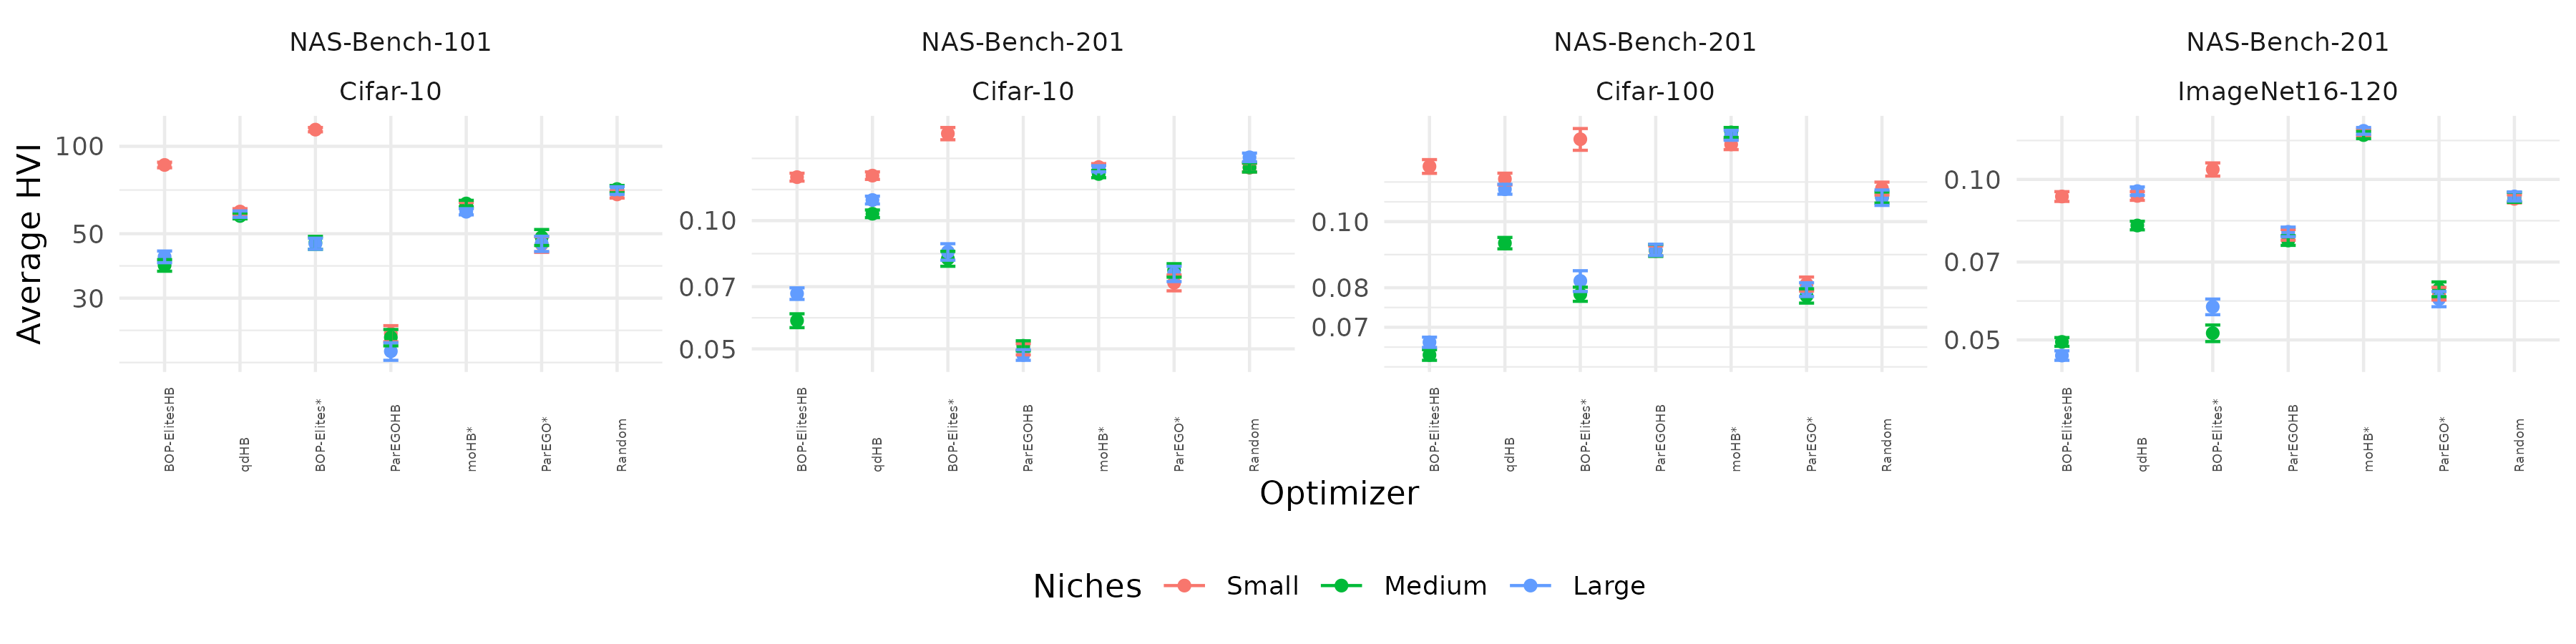 NAS-Bench-101
NAS-Bench-201
NAS-Bench-201
NAS-Bench-201
Cifar-10
Cifar-10
Cifar-100
ImageNet16-120
Average HVI
100
50
30
0.10
0.07
0.05
0.10
0.08
0.07
0.10
0.07
0.05
BOP-ElitesHB
qdHB
BOP-Elites*
ParEGOHB
moHB*
ParEGO*
Random
BOP-ElitesHB
qdHB
BOP-Elites*
ParEGOHB
moHB*
ParEGO*
Random
BOP-ElitesHB
qdHB
BOP-Elites*
ParEGOHB
moHB*
ParEGO*
Random
BOP-ElitesHB
qdHB
BOP-Elites*
ParEGOHB
moHB*
ParEGO*
Random
Optimizer
Niches Small Medium Large